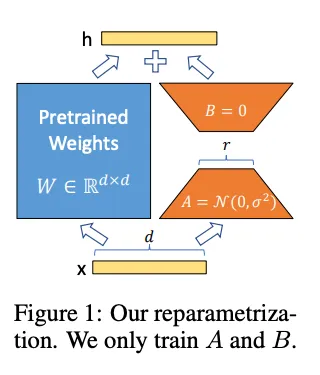 h
Pretrained
Weights
W ∈ ℝ^{d×d}
B = 0
r
A = 𝒩(0, σ²)
d
x
Figure 1: Our reparametriza-
tion. We only train A and B.